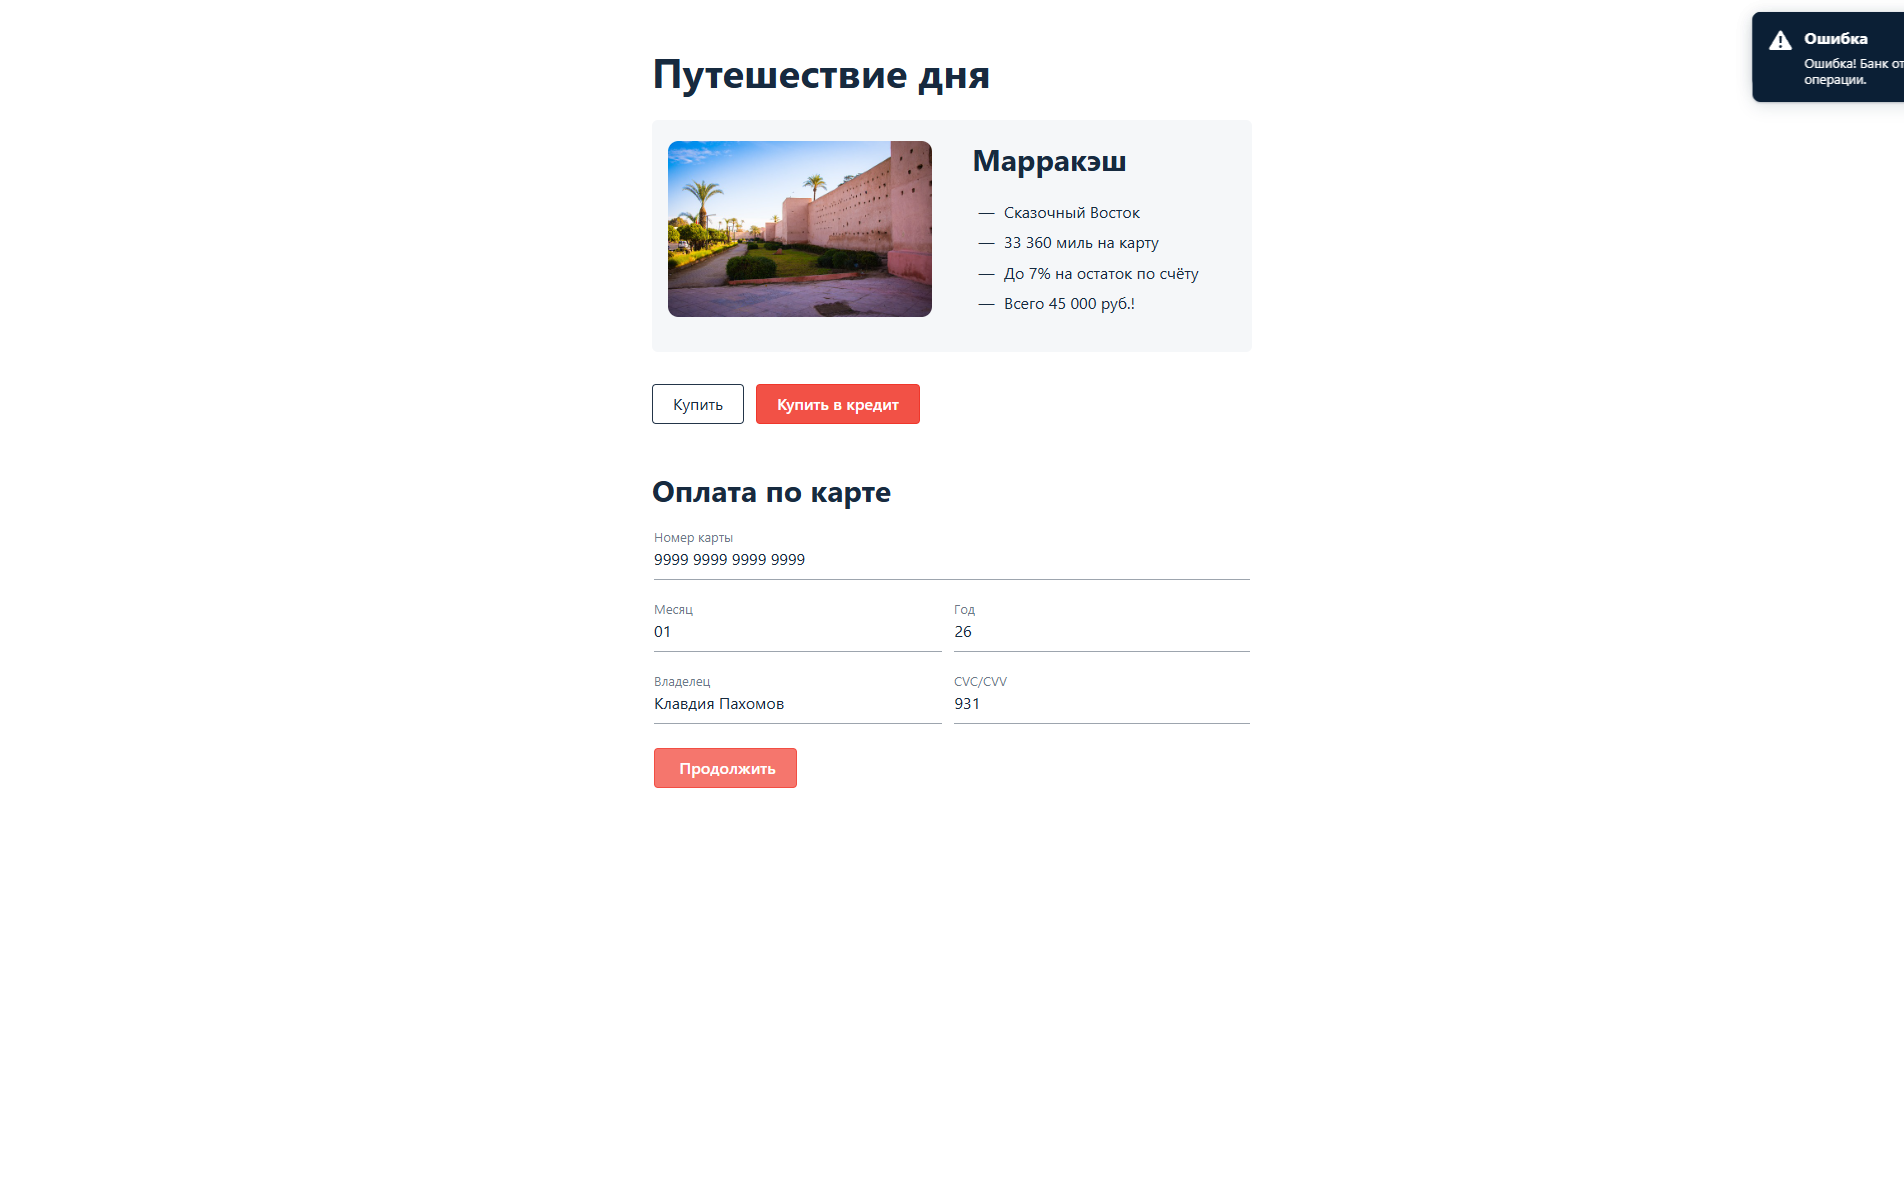 Путешествие дня
Ошибка
Ошибка! Банк
операции.
Марракэш
— Сказочный Восток
— 33 360 миль на карту
— До 7% на остаток по счёту
— Всего 45 000 руб.!
Купить
Купить в кредит
Оплата по карте
Номер карты
9999 9999 9999 9999
Месяц
Год
01
26
Владелец
CVC/CVV
Клавдия Пахомов
931
Продолжить